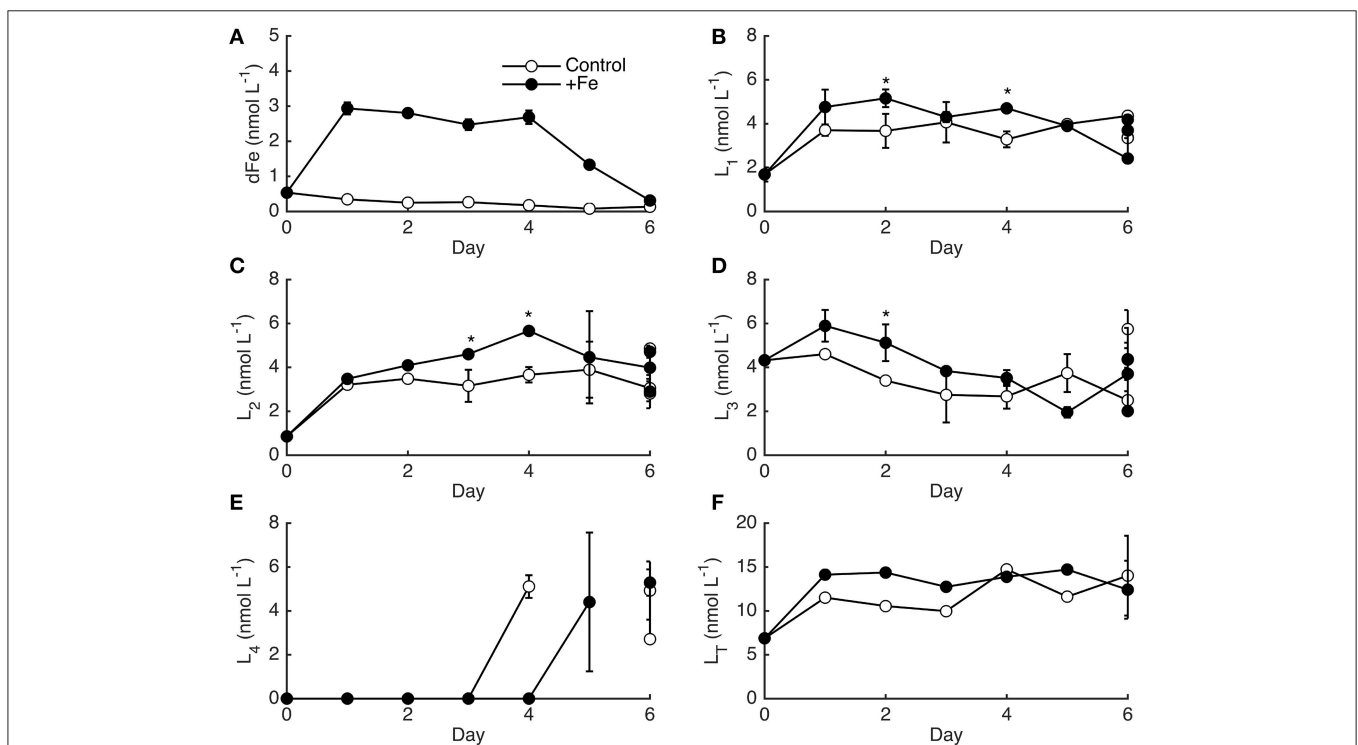 A
dFe (nmol L⁻¹)
5
4
3
2
1
0
0 2 4 6
Day
Control
+Fe
B
L₁ (nmol L⁻¹)
8
6
4
2
0
* *
0 2 4 6
Day
C
L₂ (nmol L⁻¹)
8
6
4
2
0
* *
0 2 4 6
Day
D
L₃ (nmol L⁻¹)
8
6
4
2
0
*
0 2 4 6
Day
E
L₄ (nmol L⁻¹)
8
6
4
2
0
0 2 4 6
Day
F
L_T (nmol L⁻¹)
20
15
10
5
0
0 2 4 6
Day